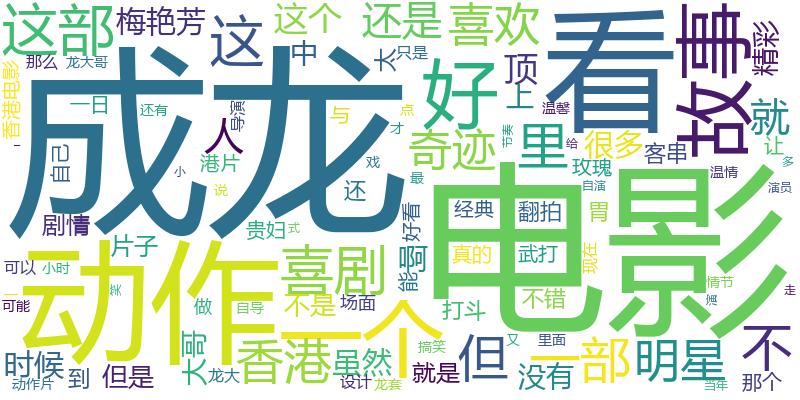 这部
梅艳芳
这
这个
中
还是
喜欢
看
故事
精彩
那么
龙大哥
太
只是
顶
香港电影
一日
还有
成龙
人
导演
与
点
才
好
上
温馨
就
自己
小
港片
戏
奇迹
里
节奏
给
很多
客串
让
多
说
还
最
玫瑰
自演
温情
演员
剧情
贵妇
式
好看
经典
翻拍
胃
电影
片子
动作
喜剧
能
真的
武打
现在
可以
小时
笑
情节
走
可能
做
自导
不是
场面
一个
打斗
不错
演
不
时候
到
但是
大哥
香港
虽然
搞笑
但
又
里面
一部
明星
那个
动作片
龙大
设计
龙套
就是
没有
当年